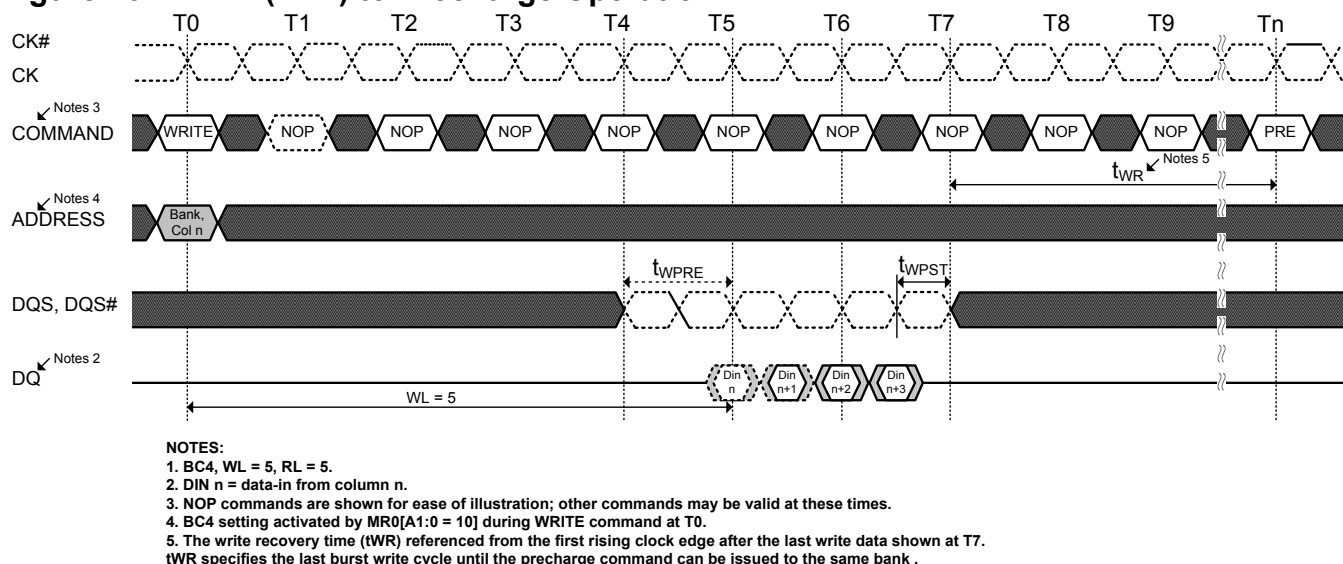 T0 T1 T2 T3 T4 T5 T6 T7 T8 T9 Tn
CK#
CK
Notes 3
COMMAND
WRITE NOP NOP NOP NOP NOP NOP NOP NOP NOP PRE
tWR Notes 5
Notes 4
ADDRESS
Bank,
Col n
tWPRE tWPST
DQS, DQS#
Notes 2
DQ
Din n Din n+1 Din n+2 Din n+3
WL = 5
NOTES:
1. BC4, WL = 5, RL = 5.
2. DIN n = data-in from column n.
3. NOP commands are shown for ease of illustration; other commands may be valid at these times.
4. BC4 setting activated by MR0[A1:0 = 10] during WRITE command at T0.
5. The write recovery time (tWR) referenced from the first rising clock edge after the last write data shown at T7.
tWR specifies the last burst write cycle until the precharge command can be issued to the same bank .